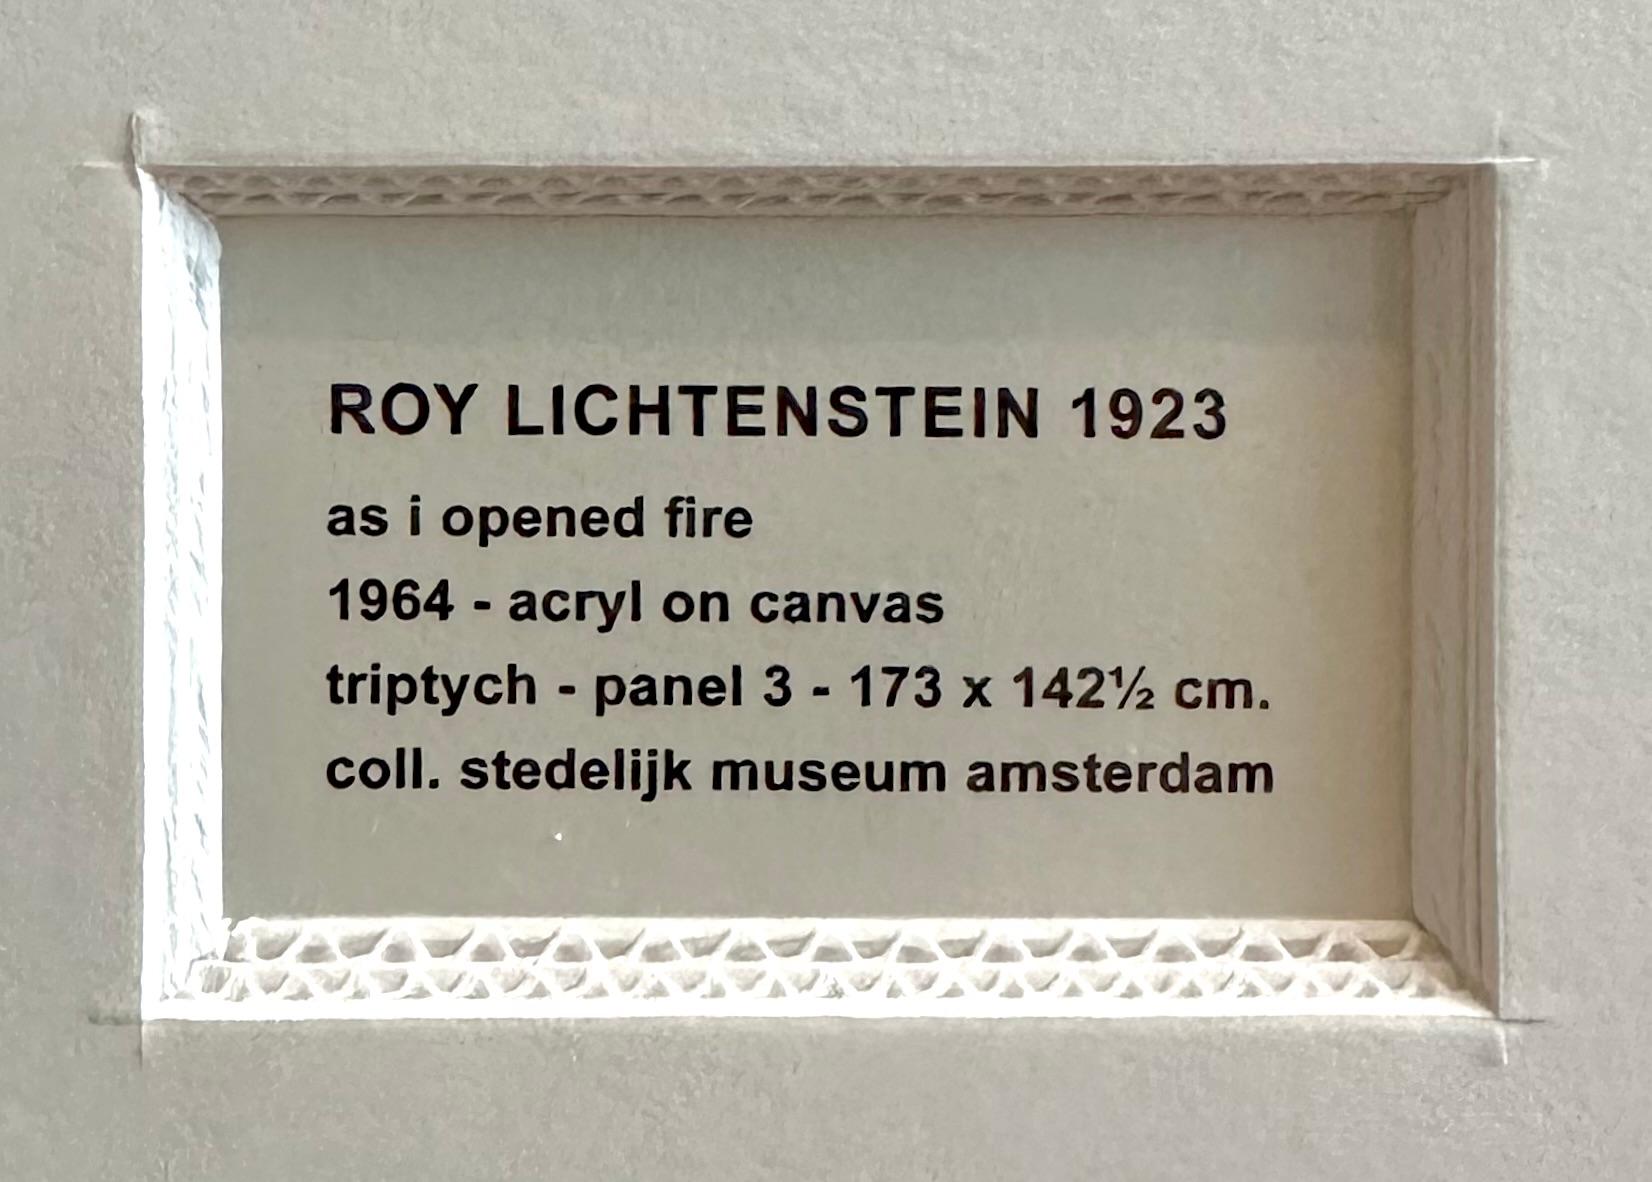 ROY LICHTENSTEIN 1923
as i opened fire
1964 - acryl on canvas
triptych - panel 3 - 173 x 142½ cm.
coll. stedelijk museum amsterdam